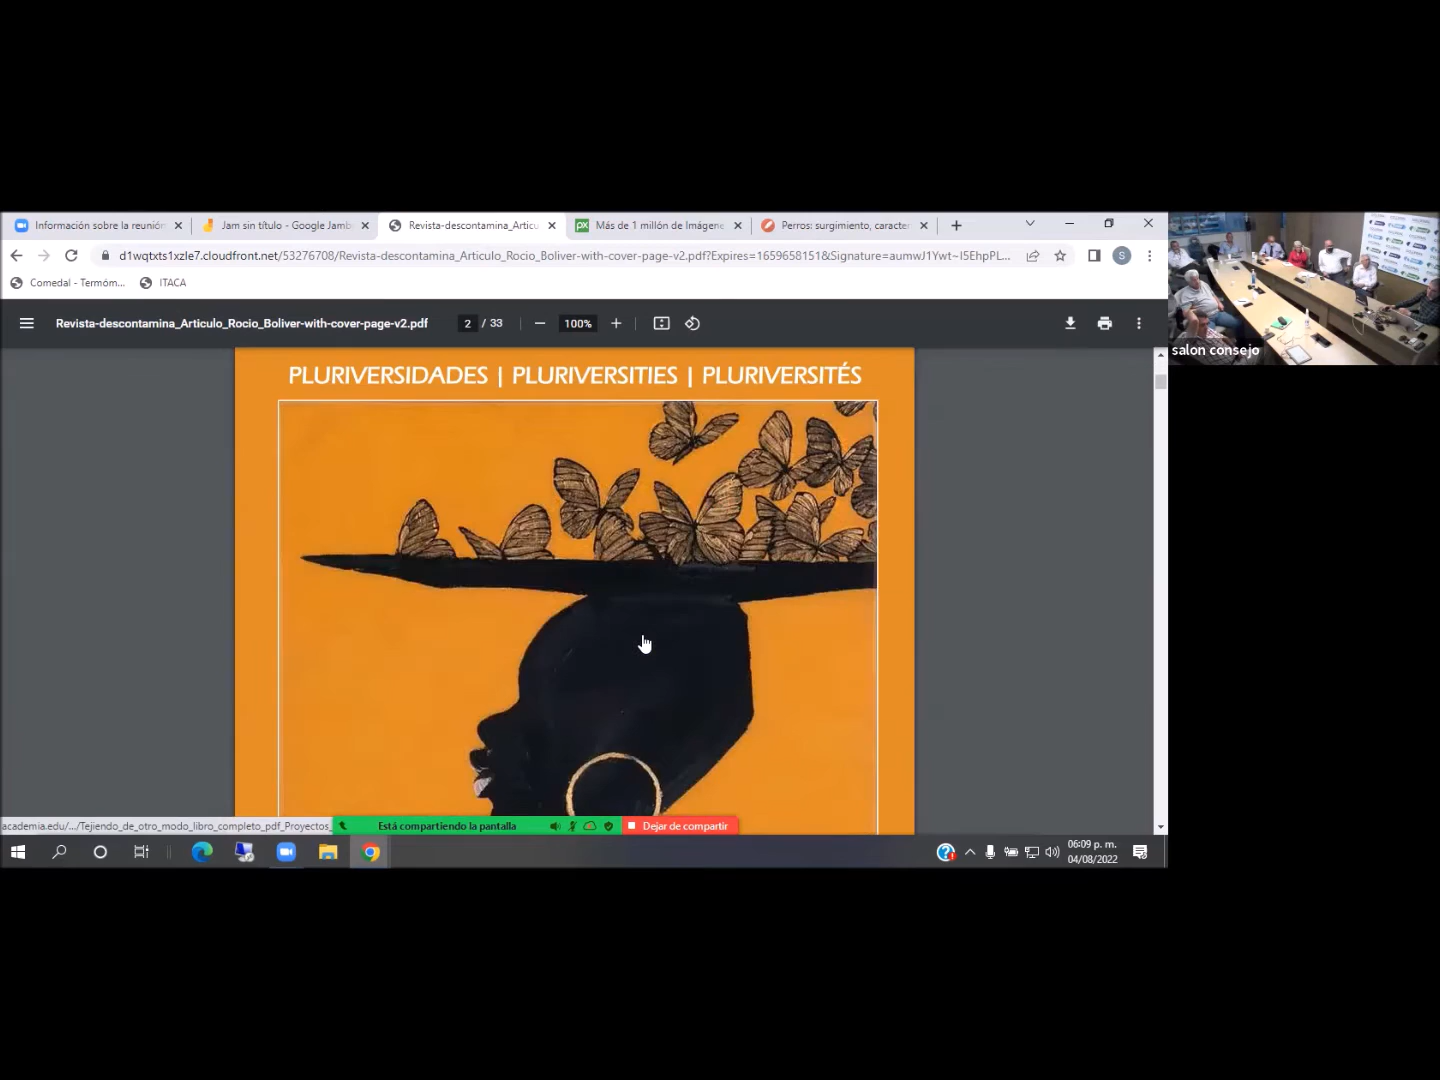 Información sobre la reunión
Jam sin título - Google Jamb
Revista-descontamina_Articu
Más de 1 millón de Imágene
Perros: surgimiento, caracter
d1wqtxts1xzle7.cloudfront.net/53276708/Revista-descontamina_Articulo_Rocio_Boliver-with-cover-page-v2.pdf?Expires=1659658151&Signature=aumwJ1Ywt~I5EhpPL...
S
Comedal - Termóm...
ITACA
Revista-descontamina_Articulo_Rocio_Boliver-with-cover-page-v2.pdf
2 / 33
100%
salon consejo
PLURIVERSIDADES | PLURIVERSITIES | PLURIVERSITÉS
academia.edu/.../Tejiendo_de_otro_modo_libro_completo_pdf_Proyectos_
Está compartiendo la pantalla
Dejar de compartir
06:09 p. m.
04/08/2022